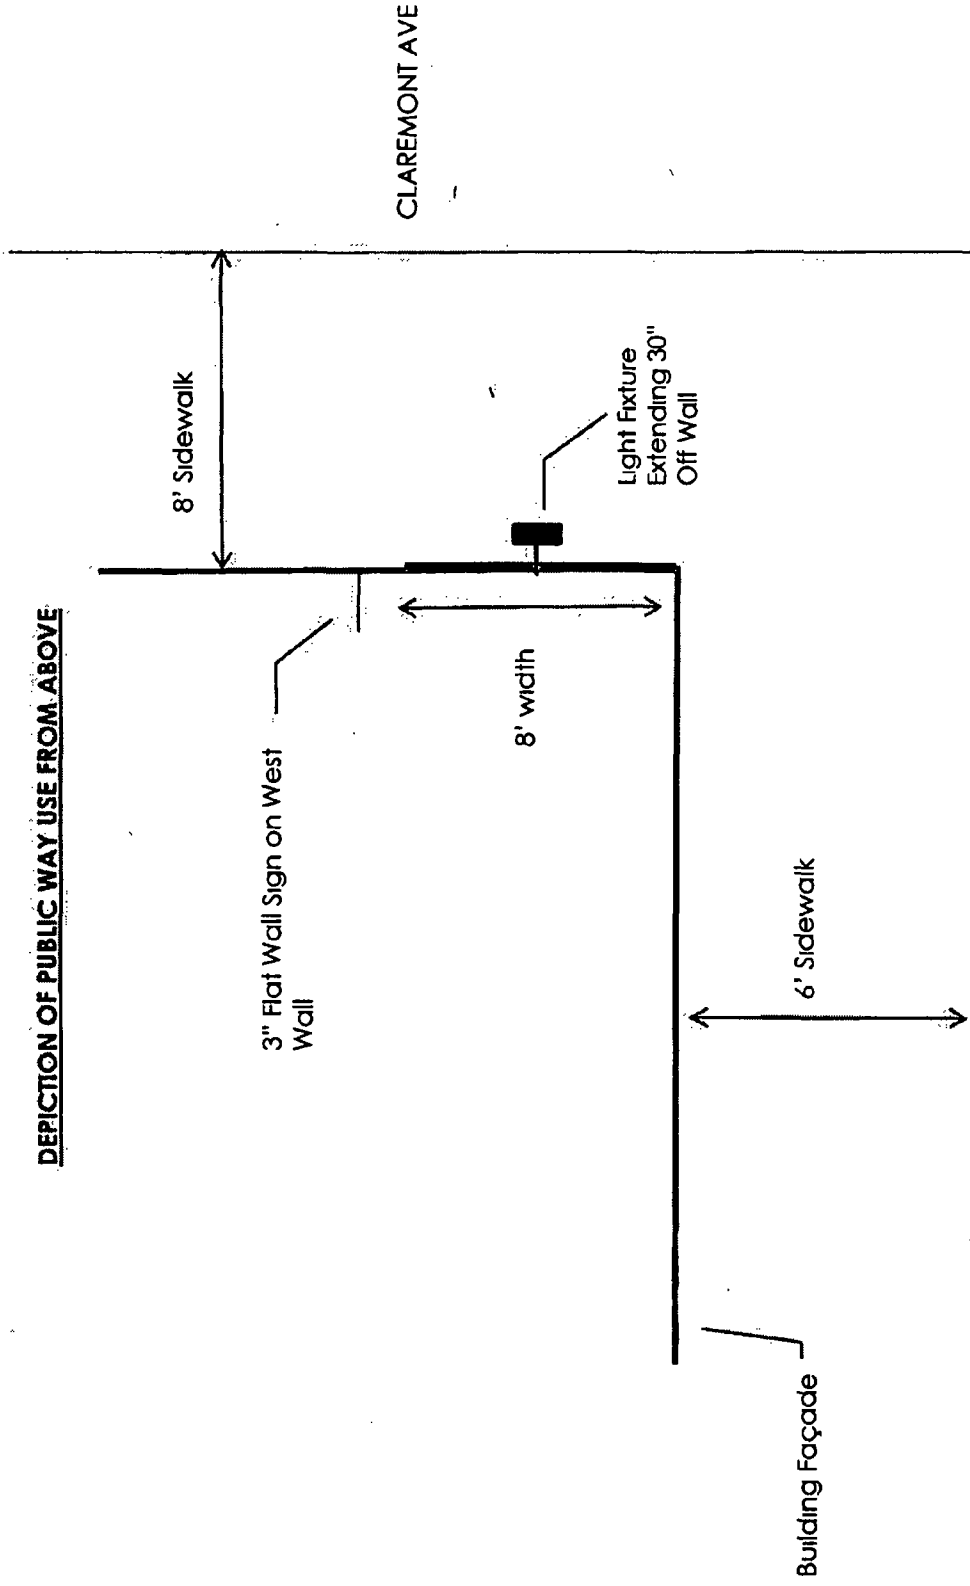 DEPICTION OF PUBLIC WAY USE FROM ABOVE
8' Sidewalk
CLAREMONT AVE
3" Flat Wall Sign on West
Wall
8' width
Light Fixture
Extending 30"
Off Wall
6' Sidewalk
Building Façade